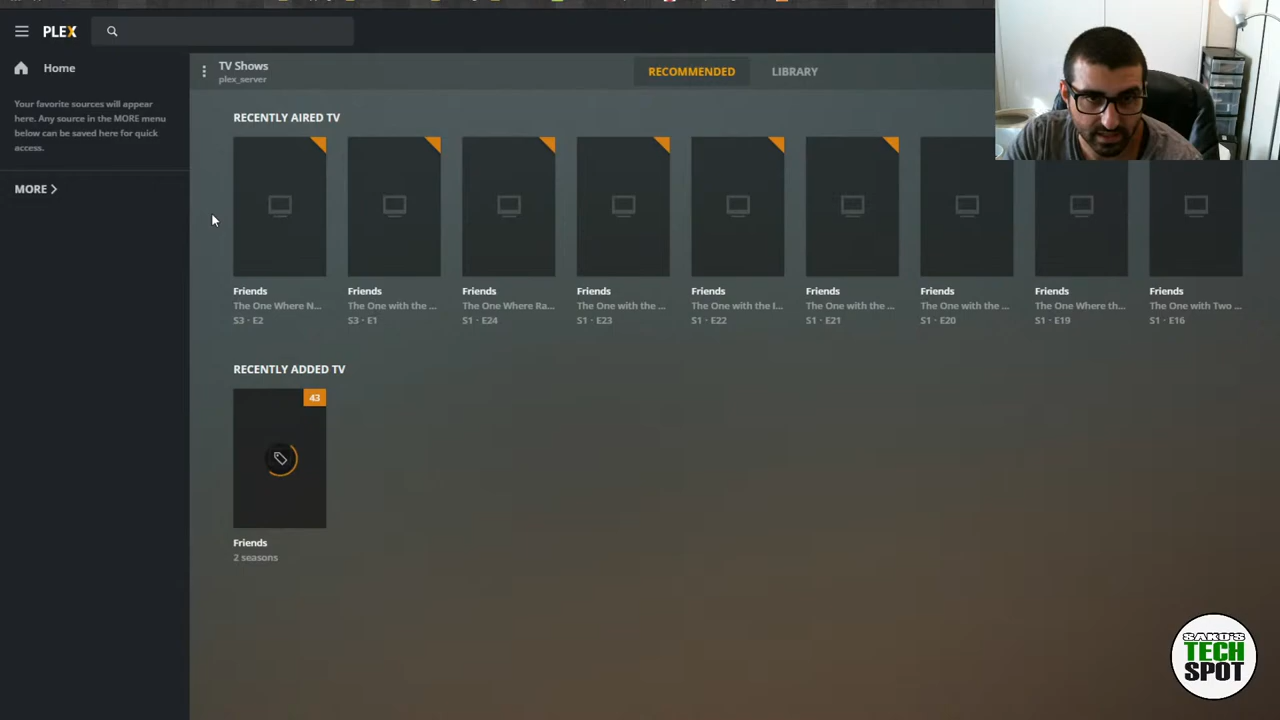 PLEX
Home
Your favorite sources will appear
here. Any source in the MORE menu
below can be saved here for quick
access.
MORE
TV Shows
plex_server
RECOMMENDED
LIBRARY
RECENTLY AIRED TV
Friends
The One Where N...
S3 · E2
Friends
The One with the ...
S3 · E1
Friends
The One Where Ra...
S1 · E24
Friends
The One with the ...
S1 · E23
Friends
The One with the I...
S1 · E22
Friends
The One with the ...
S1 · E21
Friends
The One with the ...
S1 · E20
Friends
The One Where th...
S1 · E19
Friends
The One with Two ...
S1 · E16
RECENTLY ADDED TV
43
Friends
2 seasons
SAKO'S
TECH
SPOT